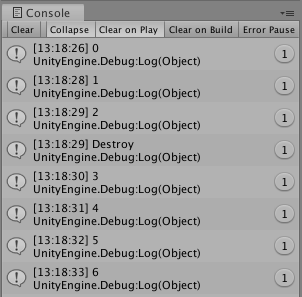 Console
Clear Collapse Clear on Play Clear on Build Error Pause
[13:18:26] 0
UnityEngine.Debug:Log(Object)
1
[13:18:28] 1
UnityEngine.Debug:Log(Object)
1
[13:18:29] 2
UnityEngine.Debug:Log(Object)
1
[13:18:29] Destroy
UnityEngine.Debug:Log(Object)
1
[13:18:30] 3
UnityEngine.Debug:Log(Object)
1
[13:18:31] 4
UnityEngine.Debug:Log(Object)
1
[13:18:32] 5
UnityEngine.Debug:Log(Object)
1
[13:18:33] 6
UnityEngine.Debug:Log(Object)
1